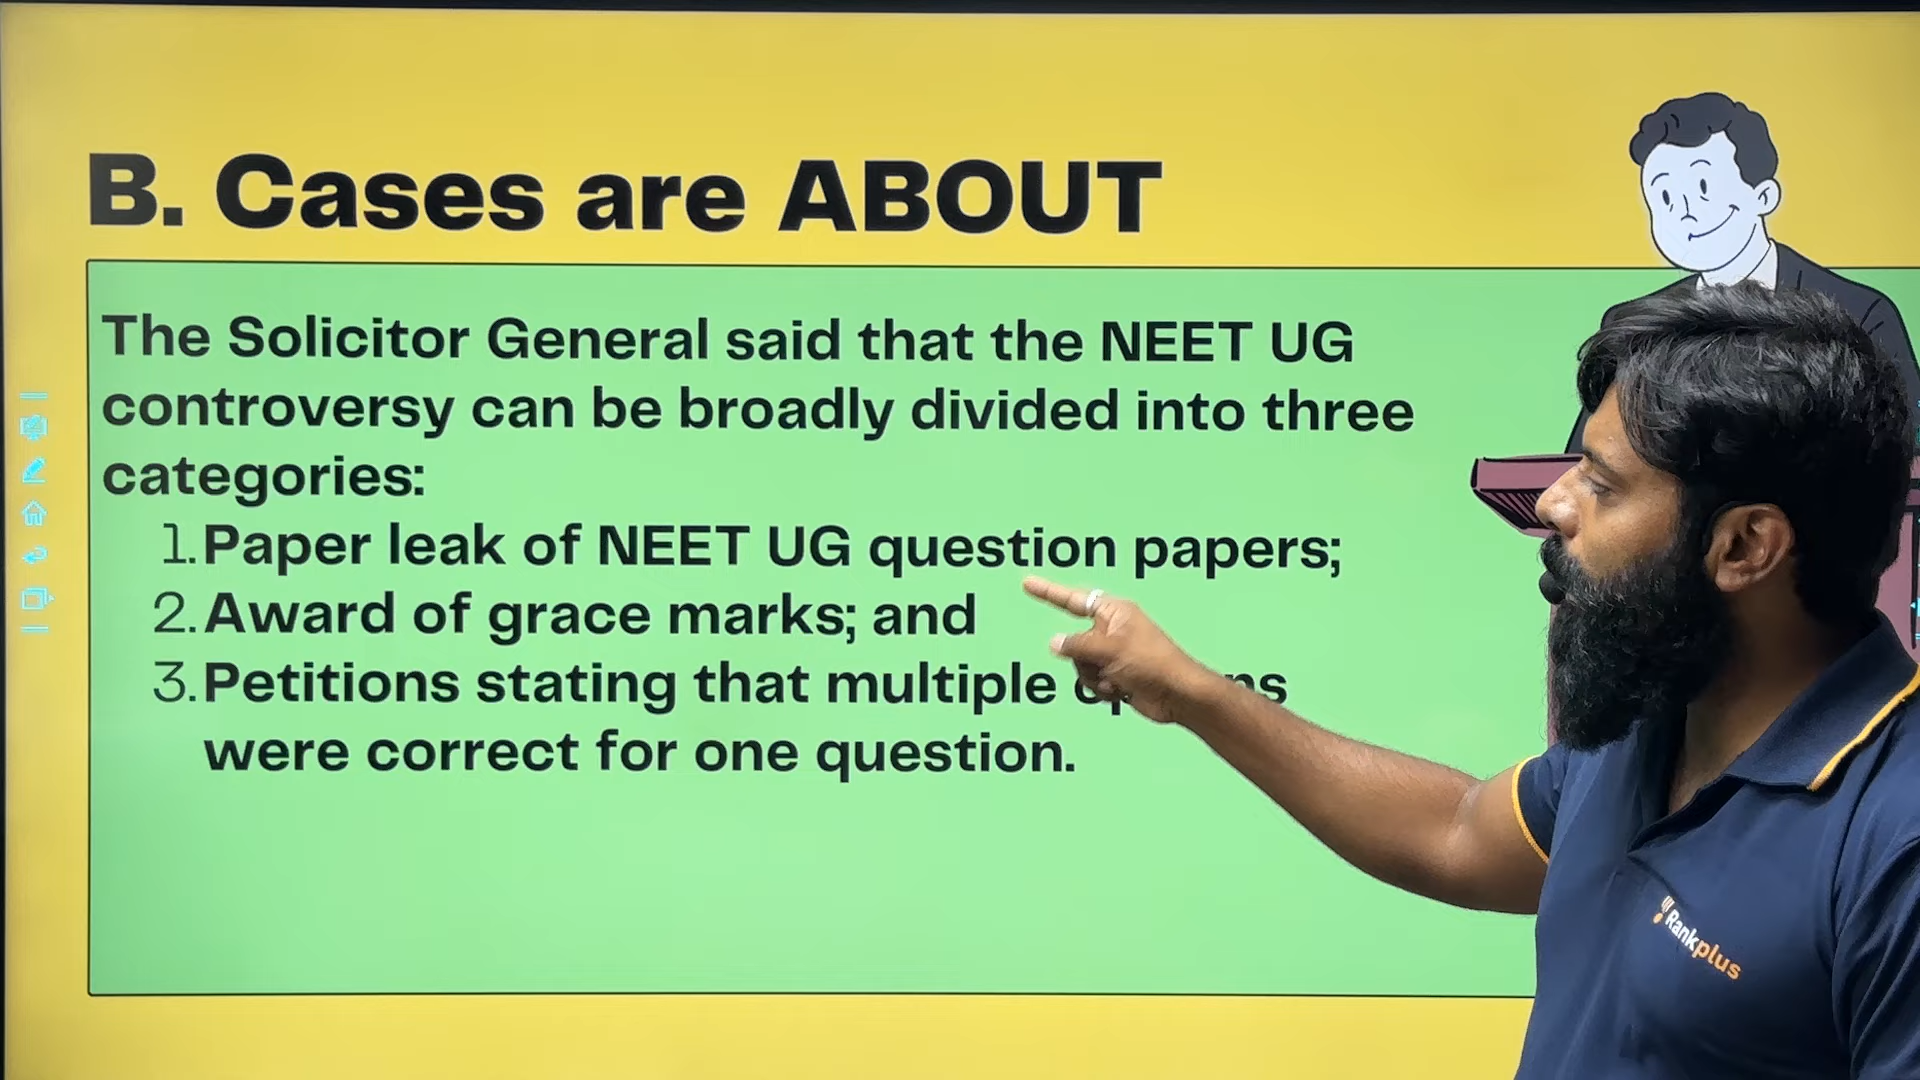 B. Cases are ABOUT
The Solicitor General said that the NEET UG
controversy can be broadly divided into three
categories:
1. Paper leak of NEET UG question papers;
2. Award of grace marks; and
3. Petitions stating that multiple
were correct for one question.
Rankplus